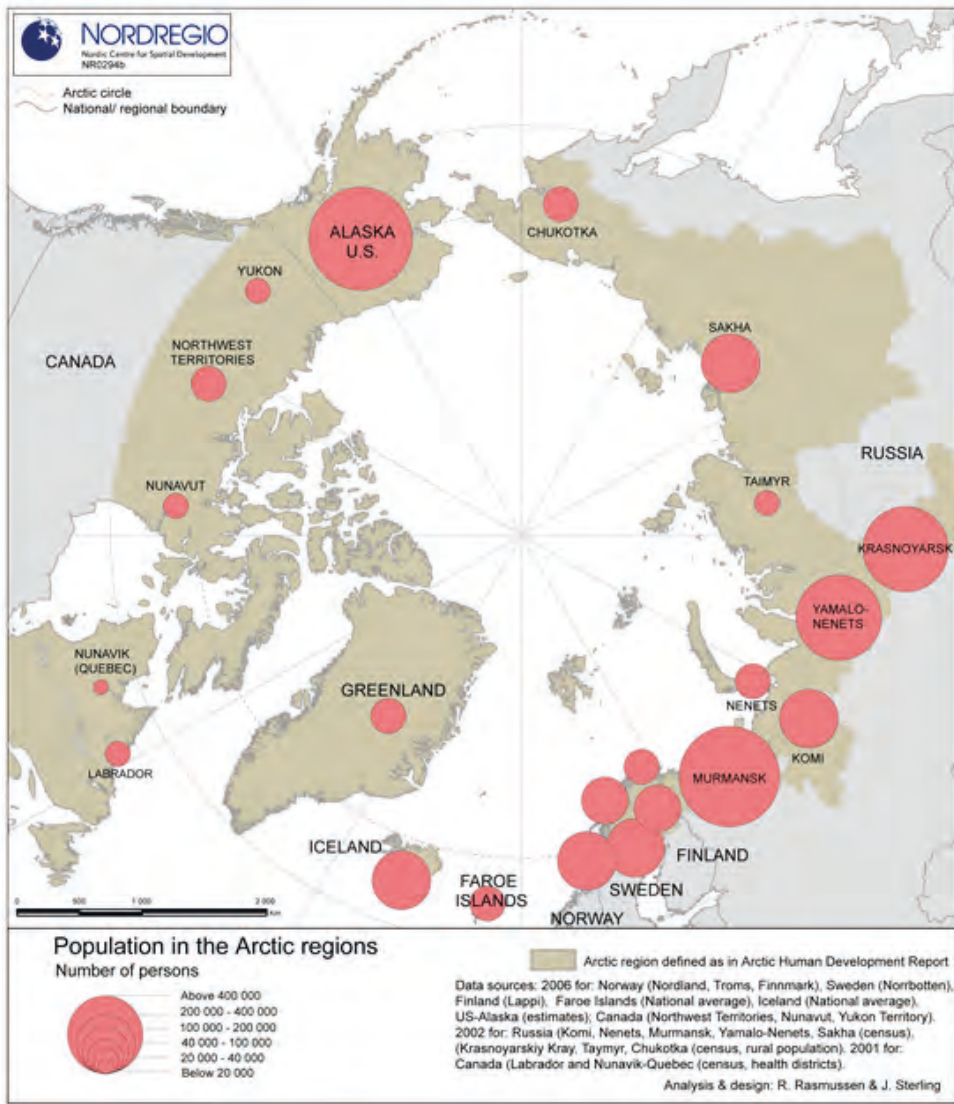 NORDREGIO
Nordic Centre for Spatial Development
NR0294b
Arctic circle
National/ regional boundary
ALASKA
U.S.
CHUKOTKA
YUKON
NORTHWEST
TERRITORIES
CANADA
SAKHA
RUSSIA
NUNAVUT
TAIMYR
KRASNOYARSK
YAMALO-
NENETS
NUNAVIK
(QUEBEC)
GREENLAND
NENETS
LABRADOR
KOMI
MURMANSK
ICELAND
FINLAND
FAROE
ISLANDS
SWEDEN
NORWAY
0
500
1 000
2 000
Km
Population in the Arctic regions
Number of persons
Above 400 000
200 000 - 400 000
100 000 - 200 000
40 000 - 100 000
20 000 - 40 000
Below 20 000
Arctic region defined as in Arctic Human Development Report
Data sources: 2006 for: Norway (Nordland, Troms, Finnmark), Sweden (Norrbotten),
Finland (Lappi), Faroe Islands (National average), Iceland (National average),
US-Alaska (estimates); Canada (Northwest Territories, Nunavut, Yukon Territory).
2002 for: Russia (Komi, Nenets, Murmansk, Yamalo-Nenets, Sakha (census),
(Krasnoyarskiy Kray, Taymyr, Chukotka (census, rural population). 2001 for:
Canada (Labrador and Nunavik-Quebec (census, health districts).
Analysis & design: R. Rasmussen & J. Sterling